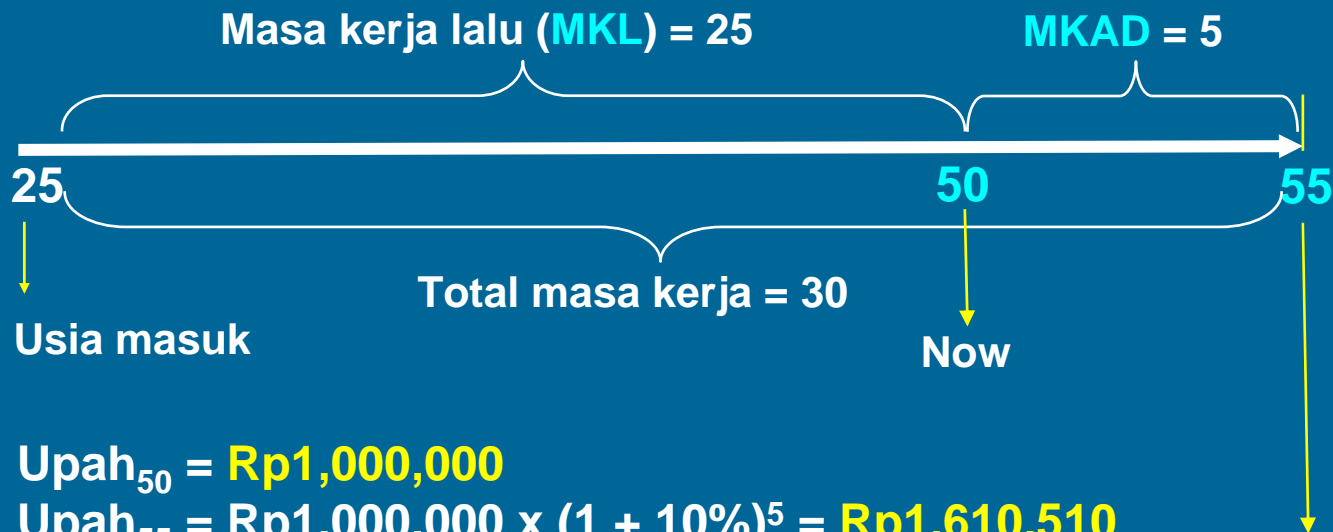 Masa kerja lalu (MKL) = 25 MKAD = 5
25 50 55
Total masa kerja = 30
Usia masuk
Now
Upah50 = Rp1,000,000
Upah = Rp1,000,000 x (1 + 10%)5 = Rp1,610,510